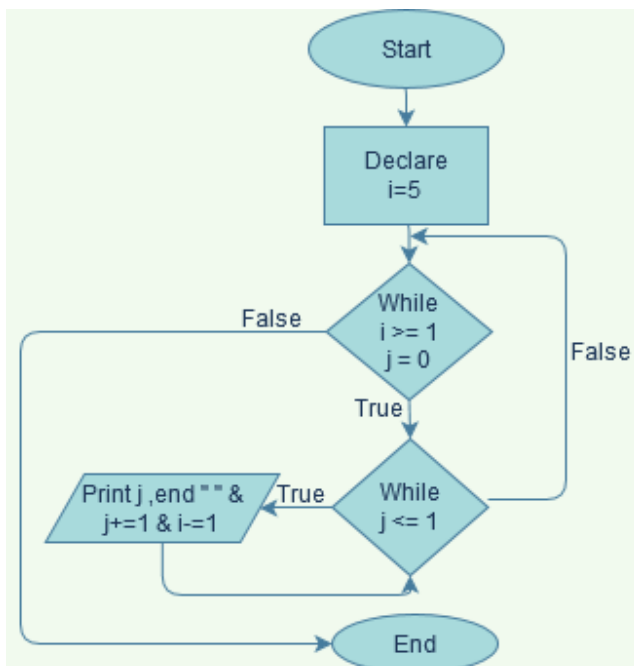 Start
Declare
i=5
While
i >= 1
j = 0
False
False
True
While
j <= 1
True
Print j ,end " " &
j+=1 & i-=1
End